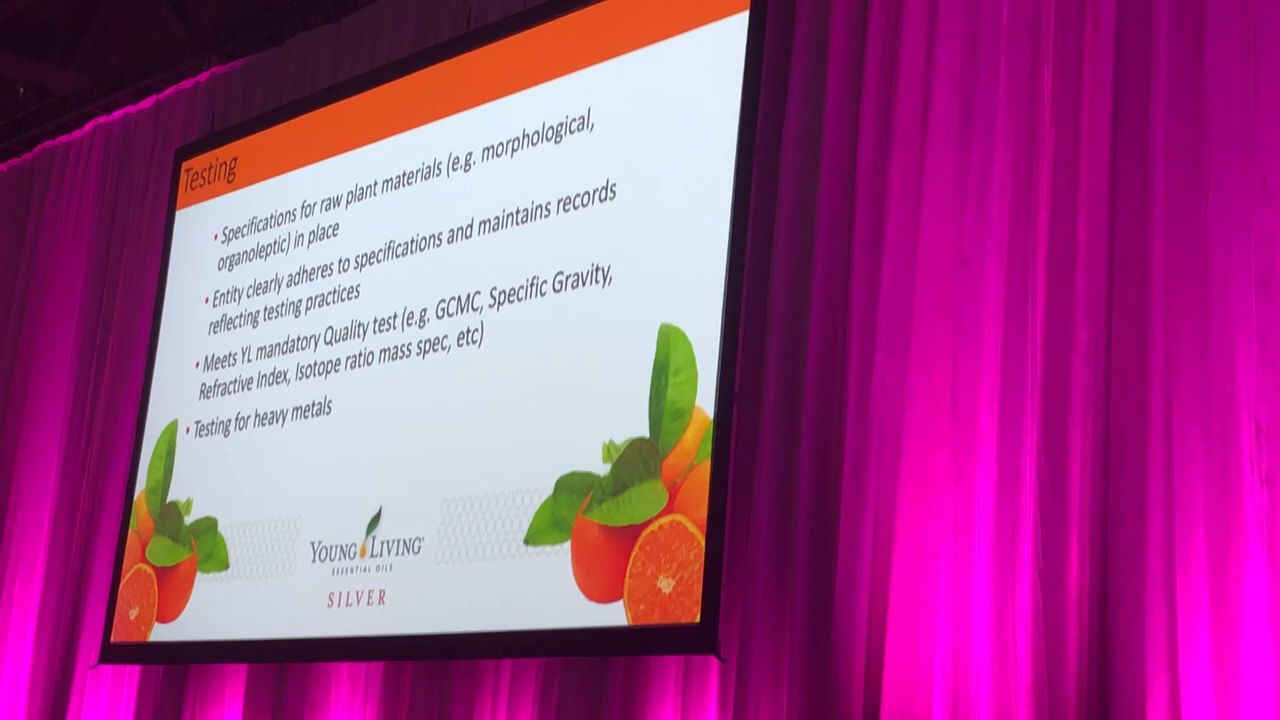 Testing
• Specifications for raw plant materials (e.g. morphological,
organoleptic) in place
• Entity clearly adheres to specifications and maintains records
reflecting testing practices
• Meets YL mandatory Quality test (e.g. GCMC, Specific Gravity,
Refractive Index, Isotope ratio mass spec, etc)
• Testing for heavy metals
YOUNG LIVING
ESSENTIAL OILS
SILVER